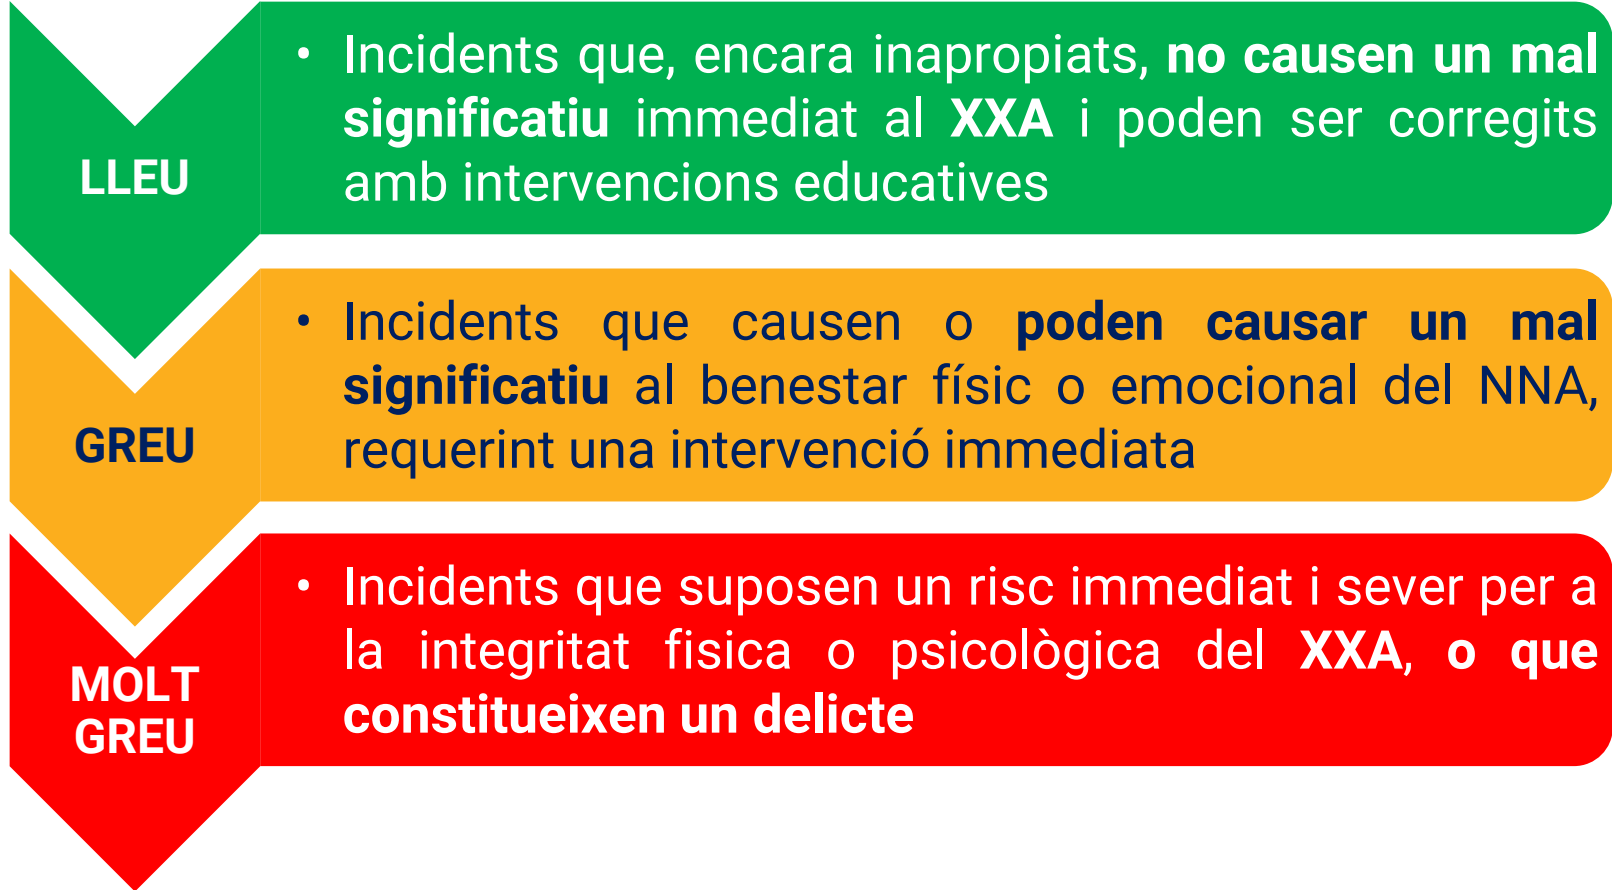 LLEU
• Incidents que, encara inapropiats, no causen un mal
significatiu immediat al XXA i poden ser corregits
amb intervencions educatives
GREU
• Incidents que causen o poden causar un mal
significatiu al benestar físic o emocional del NNA,
requerint una intervenció immediata
MOLT
GREU
• Incidents que suposen un risc immediat i sever per a
la integritat fisica o psicològica del XXA, o que
constitueixen un delicte